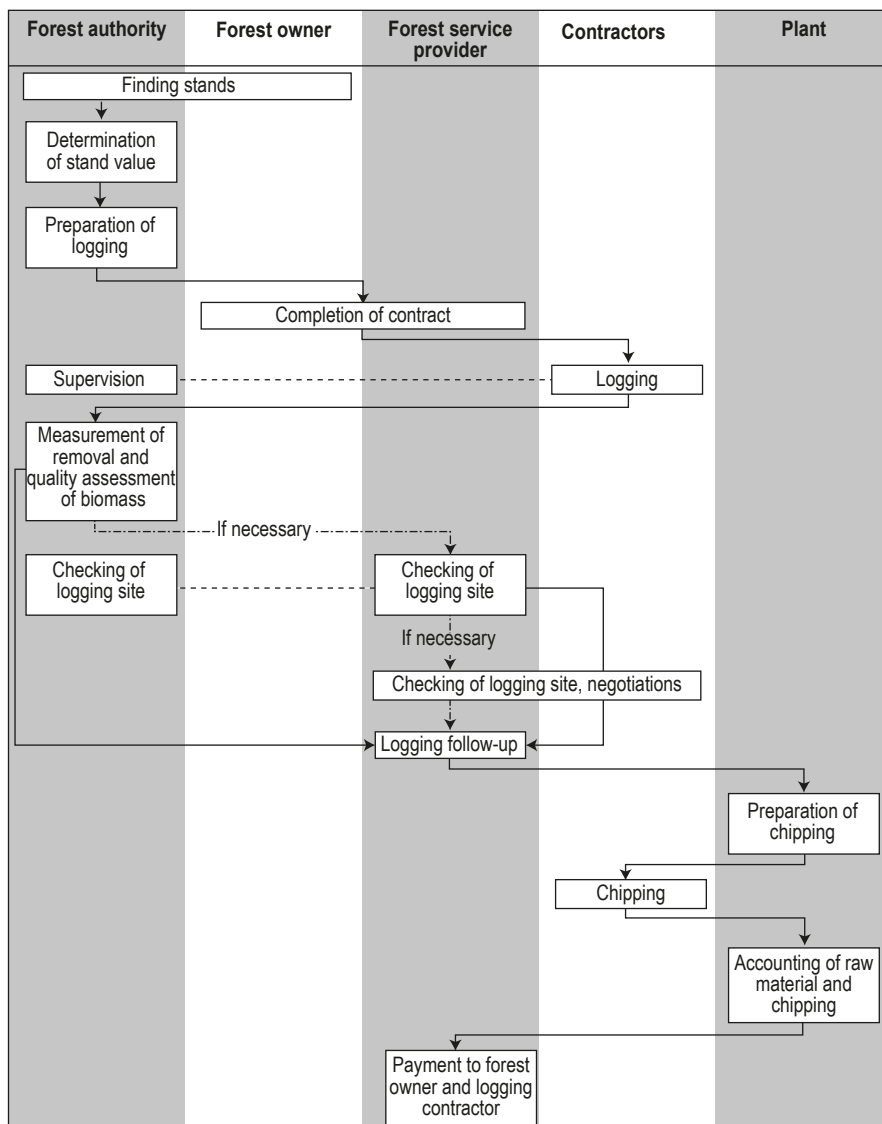 Forest authority
Forest owner
Forest service
provider
Contractors
Plant
Finding stands
Determination
of stand value
Preparation of
logging
Completion of contract
Supervision
Logging
Measurement of
removal and
quality assessment
of biomass
If necessary
Checking of
logging site
Checking of
logging site
If necessary
Checking of logging site, negotiations
Logging follow-up
Preparation of
chipping
Chipping
Accounting of raw
material and
chipping
Payment to forest
owner and logging
contractor